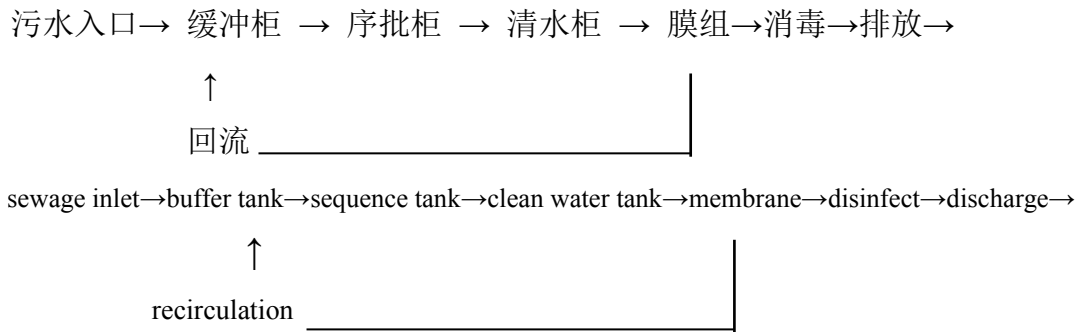 污水入口→ 缓冲柜 → 序批柜 → 清水柜 → 膜组→消毒→排放→
↑
回流
sewage inlet→buffer tank→sequence tank→clean water tank→membrane→disinfect→discharge→
↑
recirculation